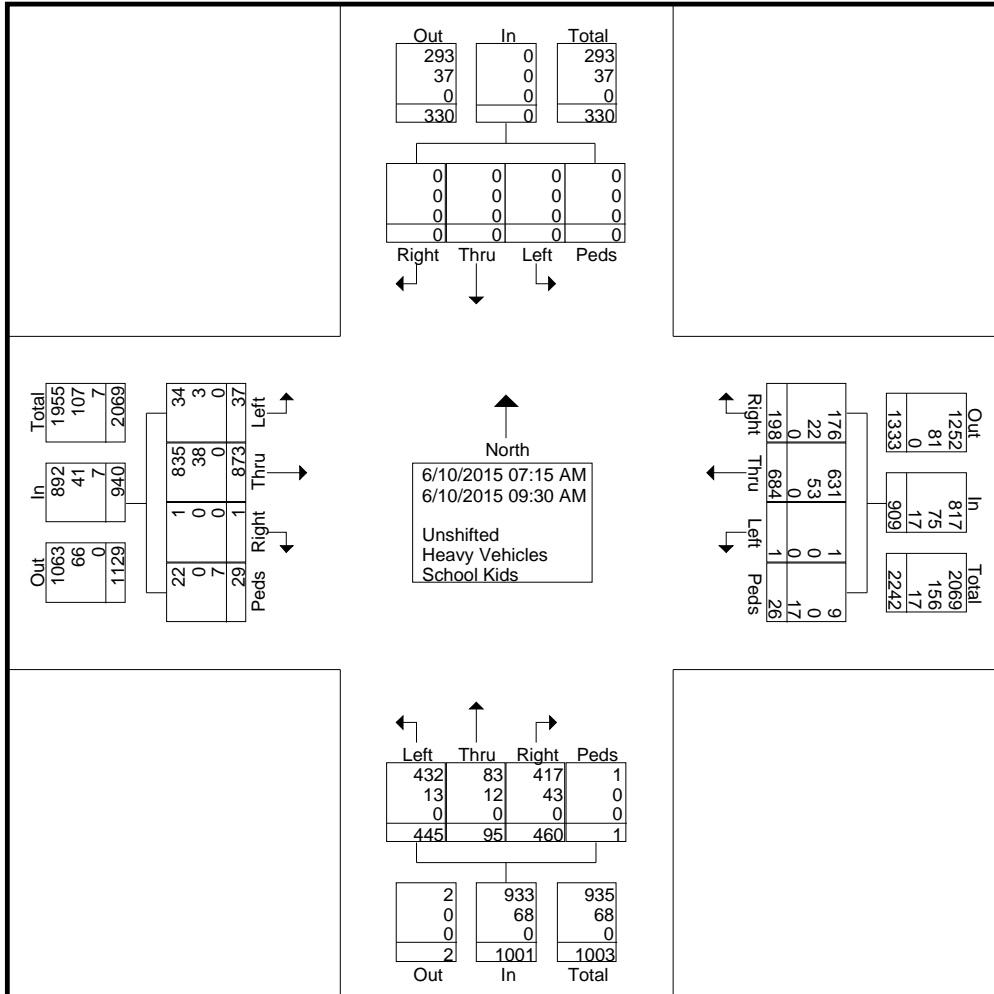 Out In Total
293 0 293
37 0 37
0 0 0
330 0 330
0 0 0 0
0 0 0 0
0 0 0 0
0 0 0 0
Right Thru Left Peds
Total
1955 107 7 2069
In
892 41 7 940
Out
1063 66 0 1129
34 3 0 37 Left
835 38 0 873 Thru
1 0 0 1 Right
22 0 7 29 Peds
North
6/10/2015 07:15 AM
6/10/2015 09:30 AM
Unshifted
Heavy Vehicles
School Kids
Right 198 0 22 176
Thru 684 0 53 631
Left 1 0 0 1
Peds 26 17 0 9
Out
1252 81 0 1333
In
817 75 17 909
Total
2069 156 17 2242
Left Thru Right Peds
432 83 417 1
13 12 43 0
0 0 0 0
445 95 460 1
2 933 935
0 68 68
0 0 0
2 1001 1003
Out In Total